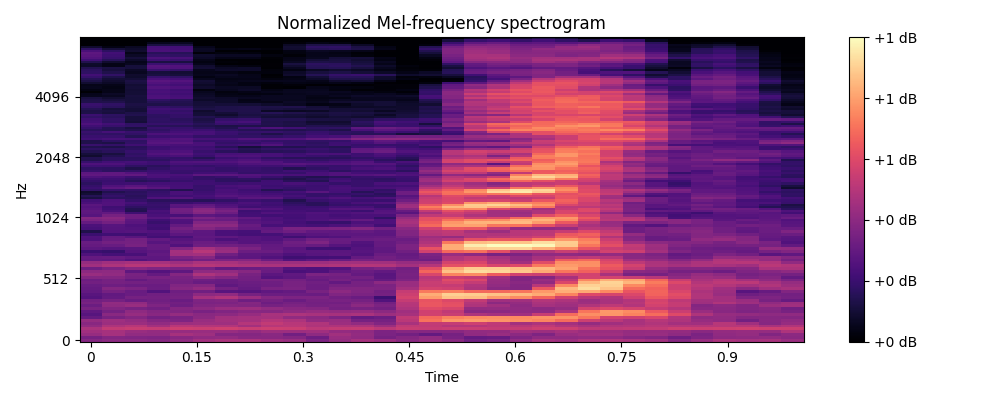 Normalized Mel-frequency spectrogram
Hz
4096
2048
1024
512
0
0 0.15 0.3 0.45 0.6 0.75 0.9
Time
+1 dB
+1 dB
+1 dB
+0 dB
+0 dB
+0 dB